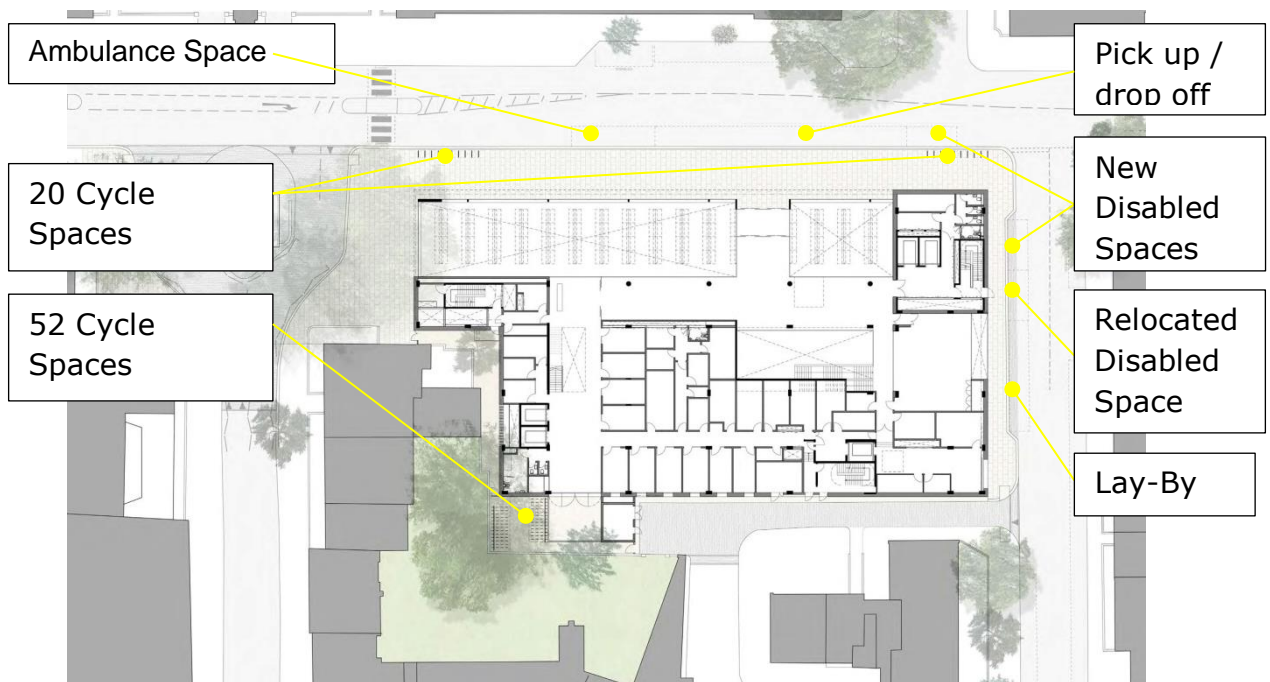 Ambulance Space
20 Cycle
Spaces
52 Cycle
Spaces
Pick up /
drop off
New
Disabled
Spaces
Relocated
Disabled
Space
Lay-By